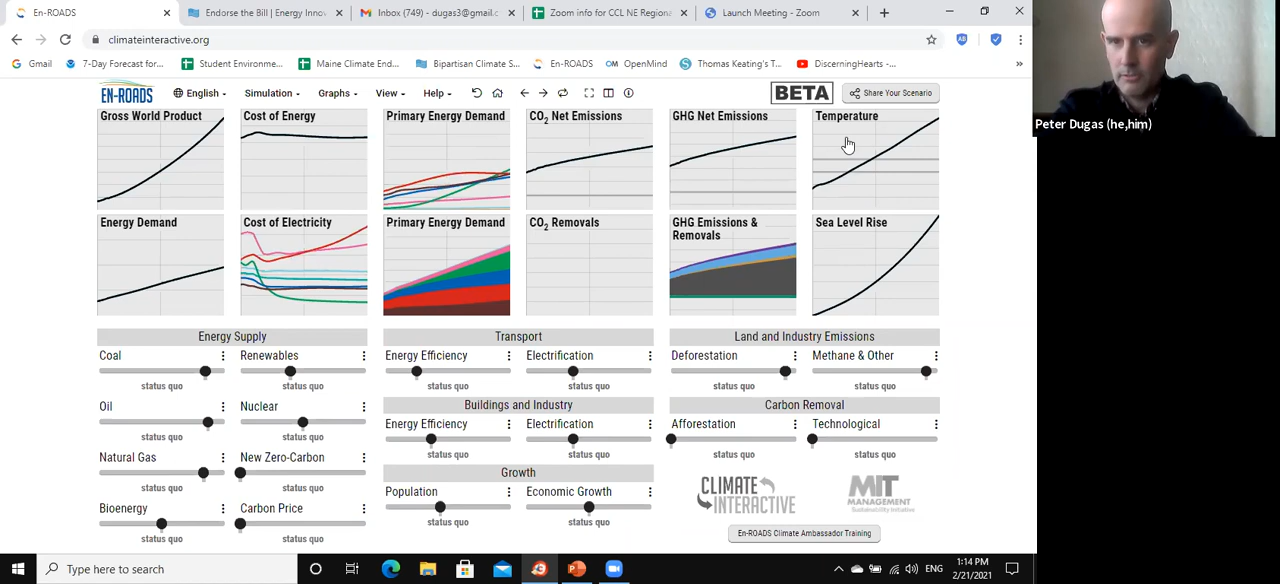 En-ROADS
Endorse the Bill | Energy Innov
Inbox (749) - dugas3@gmail.c
Zoom info for CCL NE Regiona
Launch Meeting - Zoom
climateinteractive.org
Gmail
7-Day Forecast for...
Student Environme...
Maine Climate End...
Bipartisan Climate S...
En-ROADS
OM OpenMind
Thomas Keating's T...
DiscerningHearts -...
EN-ROADS
English
Simulation
Graphs
View
Help
BETA
Share Your Scenario
Gross World Product
Cost of Energy
Primary Energy Demand
CO2 Net Emissions
GHG Net Emissions
Temperature
Energy Demand
Cost of Electricity
Primary Energy Demand
CO2 Removals
GHG Emissions &
Removals
Sea Level Rise
Energy Supply
Transport
Land and Industry Emissions
Coal
Renewables
Energy Efficiency
Electrification
Deforestation
Methane & Other
status quo
status quo
status quo
status quo
status quo
status quo
Oil
Nuclear
Buildings and Industry
Carbon Removal
status quo
status quo
Energy Efficiency
Electrification
Afforestation
Technological
status quo
status quo
status quo
status quo
Natural Gas
New Zero-Carbon
status quo
status quo
Growth
Population
Economic Growth
status quo
status quo
Bioenergy
Carbon Price
status quo
status quo
CLIMATE
INTERACTIVE
MIT
MANAGEMENT
Sustainability Initiative
En-ROADS Climate Ambassador Training
Type here to search
ENG
1:14 PM
2/21/2021
Peter Dugas (he,him)